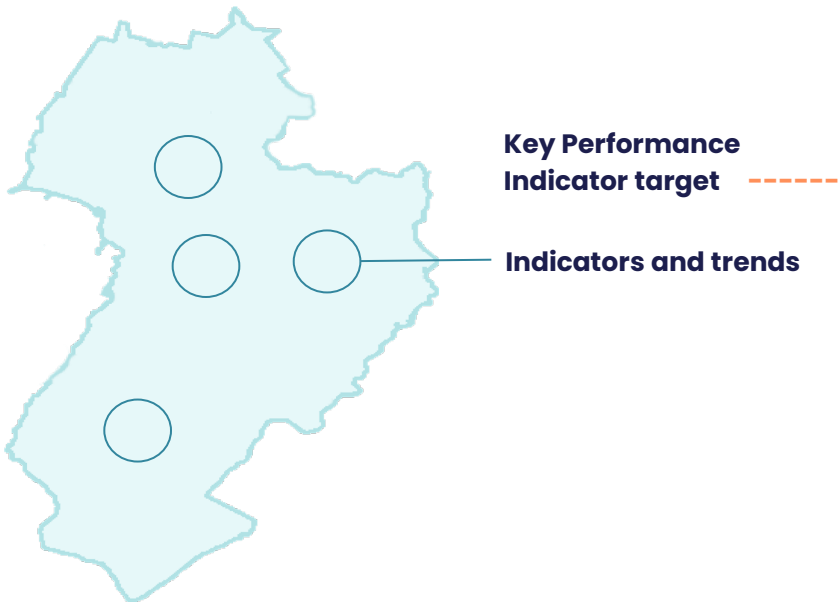 Key Performance
Indicator target
Indicators and trends